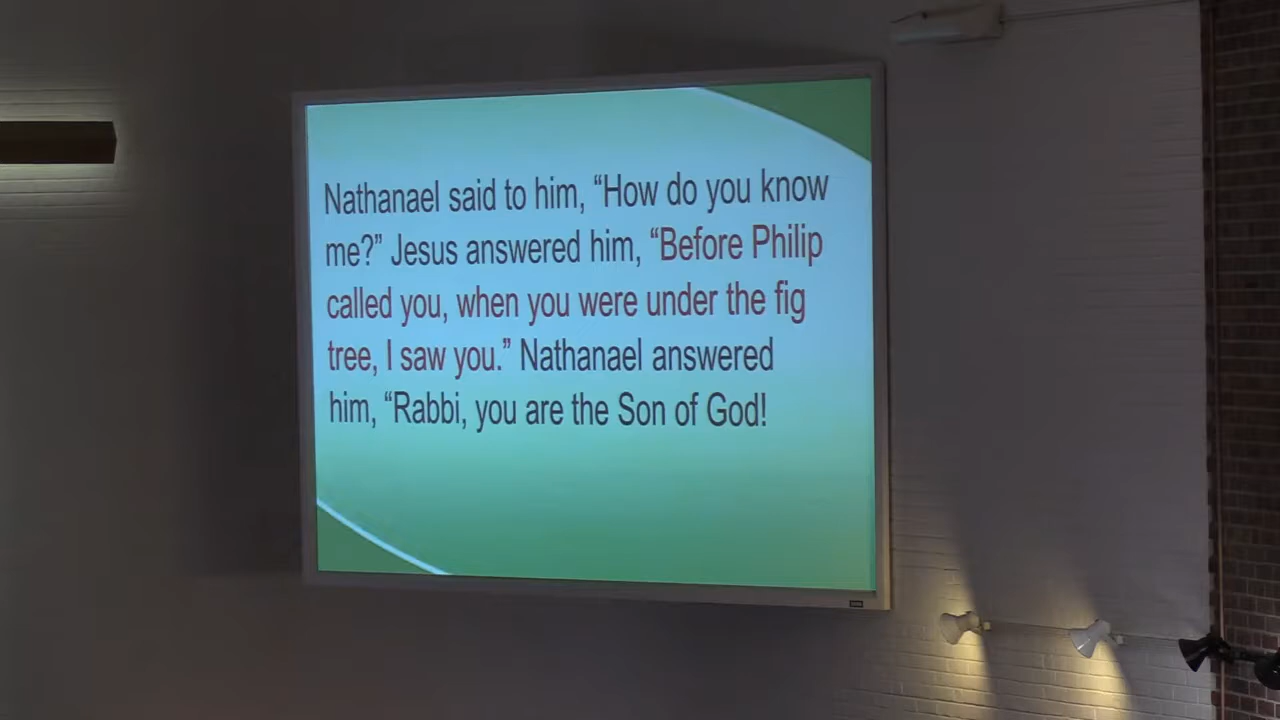 Nathanael said to him, “How do you know
me?” Jesus answered him, “Before Philip
called you, when you were under the fig
tree, I saw you.” Nathanael answered
him, “Rabbi, you are the Son of God!